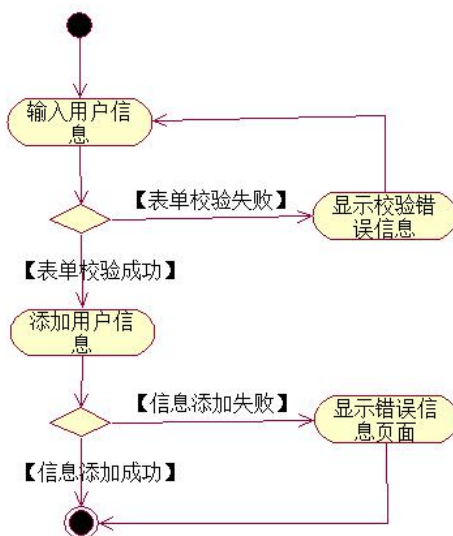 输入用户信
息
【表单校验失败】
显示校验错
误信息
【表单校验成功】
添加用户信
息
【信息添加失败】
显示错误信
息页面
【信息添加成功】